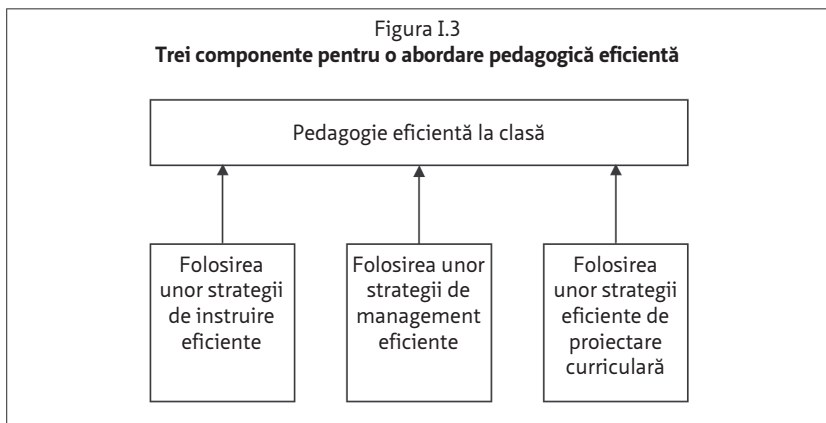 Figura I.3
Trei componente pentru o abordare pedagogică eficientă
Pedagogie eficientă la clasă
Folosirea
unor strategii
de instruire
eficiente
Folosirea unor
strategii de
management
eficiente
Folosirea
unor strategii
eficiente de
proiectare
curriculară